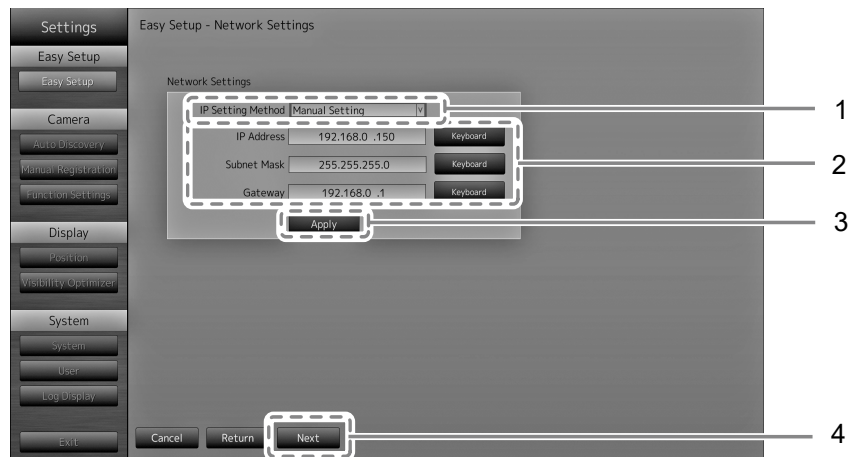 Settings
Easy Setup - Network Settings
Easy Setup
Easy Setup
Network Settings
IP Setting Method Manual Setting
1
Camera
IP Address 192.168.0 .150 Keyboard
Auto Discovery
Subnet Mask 255.255.255.0 Keyboard
2
Manual Registration
Function Settings
Gateway 192.168.0 .1 Keyboard
Apply
3
Display
Position
Visibility Optimizer
System
System
User
Log Display
Exit
Cancel Return Next
4